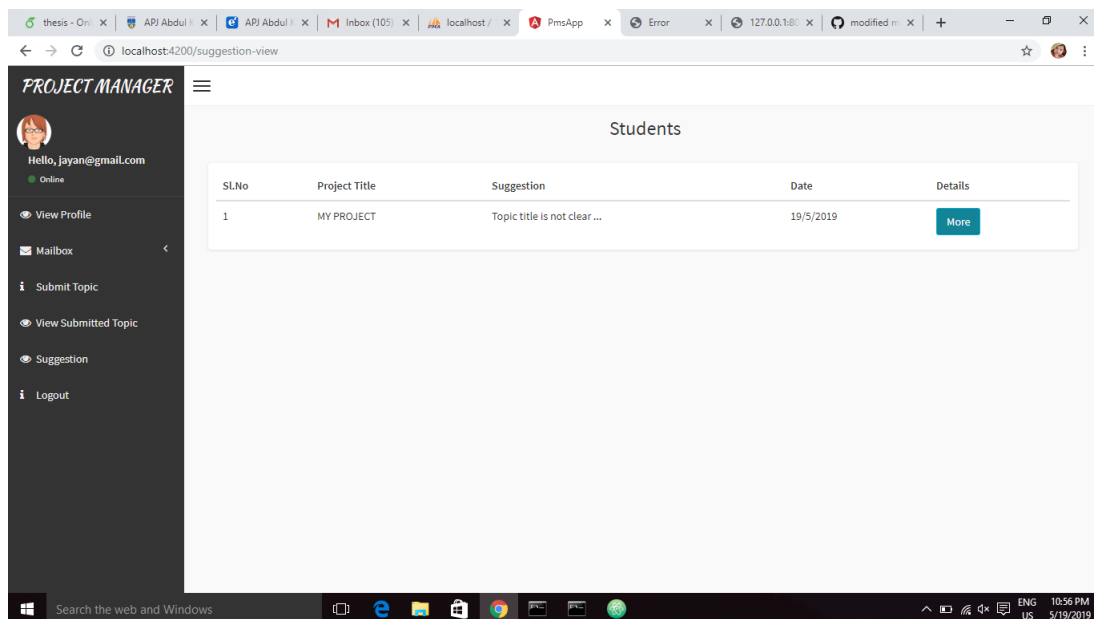 thesis - Onl
APJ Abdul K
APJ Abdul K
M Inbox (105)
localhost /
PmsApp
Error
127.0.0.1:80
modified m
localhost:4200/suggestion-view
PROJECT MANAGER
Hello, jayan@gmail.com
Online
View Profile
Mailbox
Submit Topic
View Submitted Topic
Suggestion
Logout
Students
Sl.No Project Title Suggestion Date Details
1 MY PROJECT Topic title is not clear ... 19/5/2019 More
Search the web and Windows
ENG 10:56 PM
US 5/19/2019